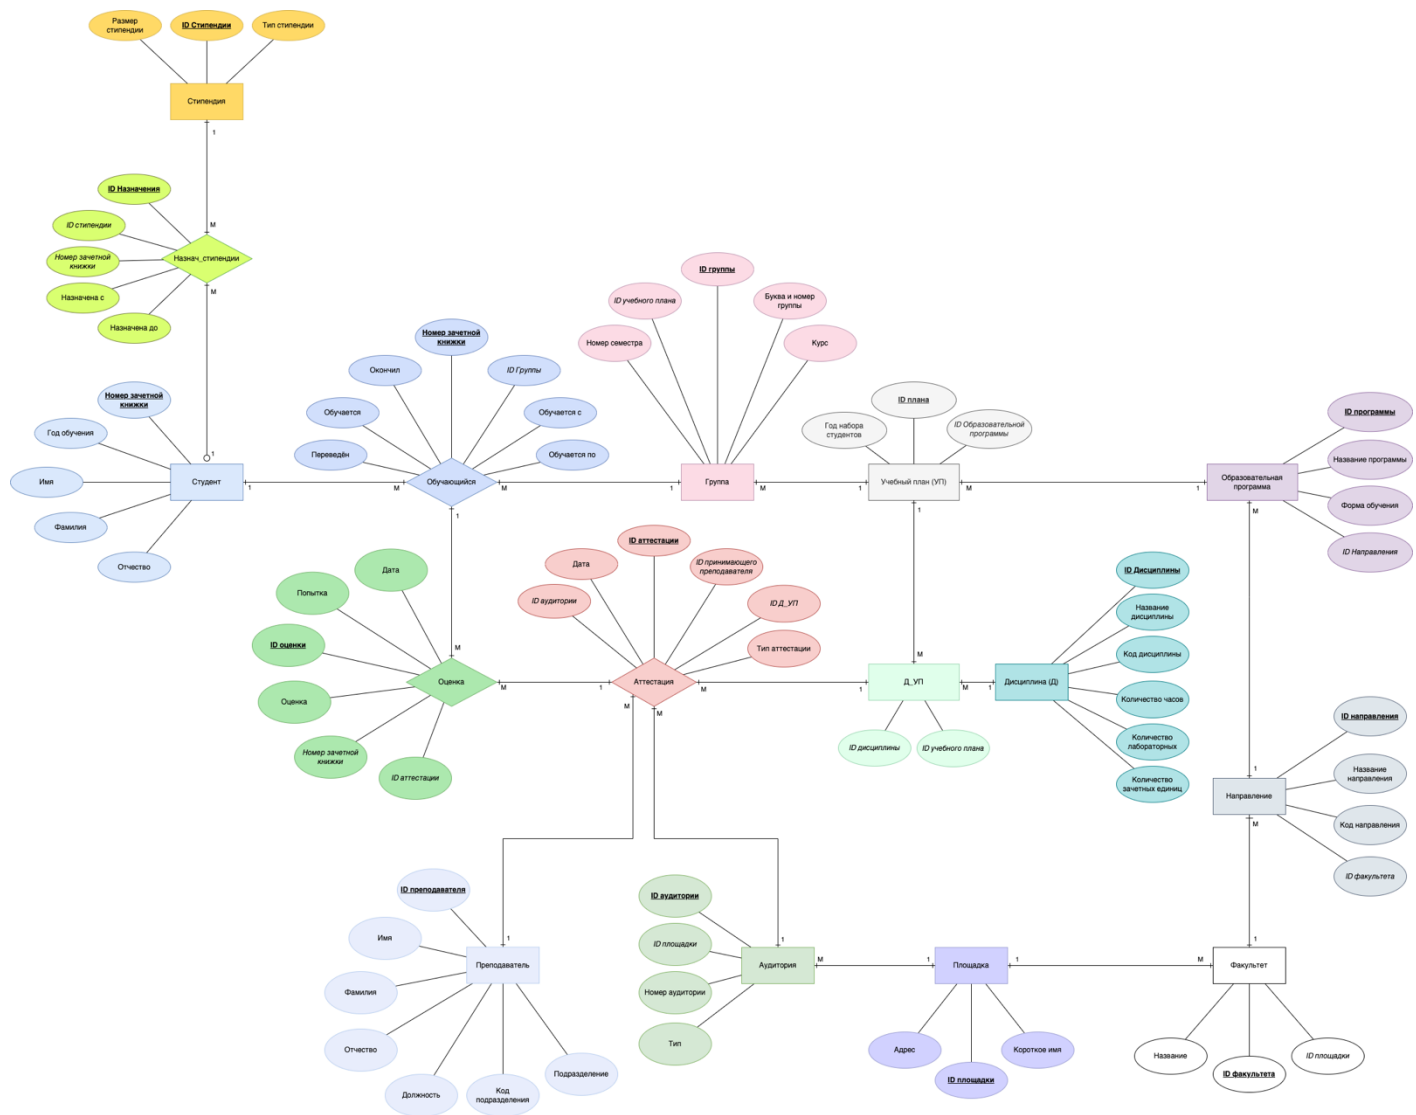 Размер
стипендии
ID Стипендии
Тип стипендии
Стипендия
1
ID Назначения
M
ID стипендии
Назнач_стипендии
Номер зачетной
книжки
Назначена с
Назначена до
1
Номер зачетной
книжки
Год обучения
Имя
Студент
Фамилия
Отчество
1
M
Номер зачетной
книжки
Окончил
ID Группы
Обучается
Обучается с
Переведён
Обучается по
Обучающийся
M
1
1
ID группы
ID учебного плана
Буква и номер
группы
Номер семестра
Курс
Группа
M
1
ID плана
Год набора
студентов
ID Образовательной
программы
Учебный план (УП)
M
1
1
ID программы
Название программы
Образовательная
программа
Форма обучения
ID Направления
M
Дата
Попытка
ID оценки
Оценка
Оценка
Номер зачетной
книжки
ID аттестации
M
M
1
ID аттестации
Дата
ID принимающего
преподавателя
ID аудитории
ID Д_УП
Тип аттестации
Аттестация
M
M
M
1
M
Д_УП
M
1
ID дисциплины
ID учебного плана
ID Дисциплины
Название
дисциплины
Код дисциплины
Дисциплина (Д)
Количество часов
Количество
лабораторных
Количество
зачетных единиц
ID направления
1
Название
направления
Направление
Код направления
M
ID факультета
ID преподавателя
Имя
1
Преподаватель
Фамилия
Отчество
Должность
Код
подразделения
Подразделение
ID аудитории
ID площадки
1
Аудитория
Номер аудитории
Тип
M
1
Площадка
1
M
Адрес
Короткое имя
ID площадки
1
Факультет
Название
ID площадки
ID факультета